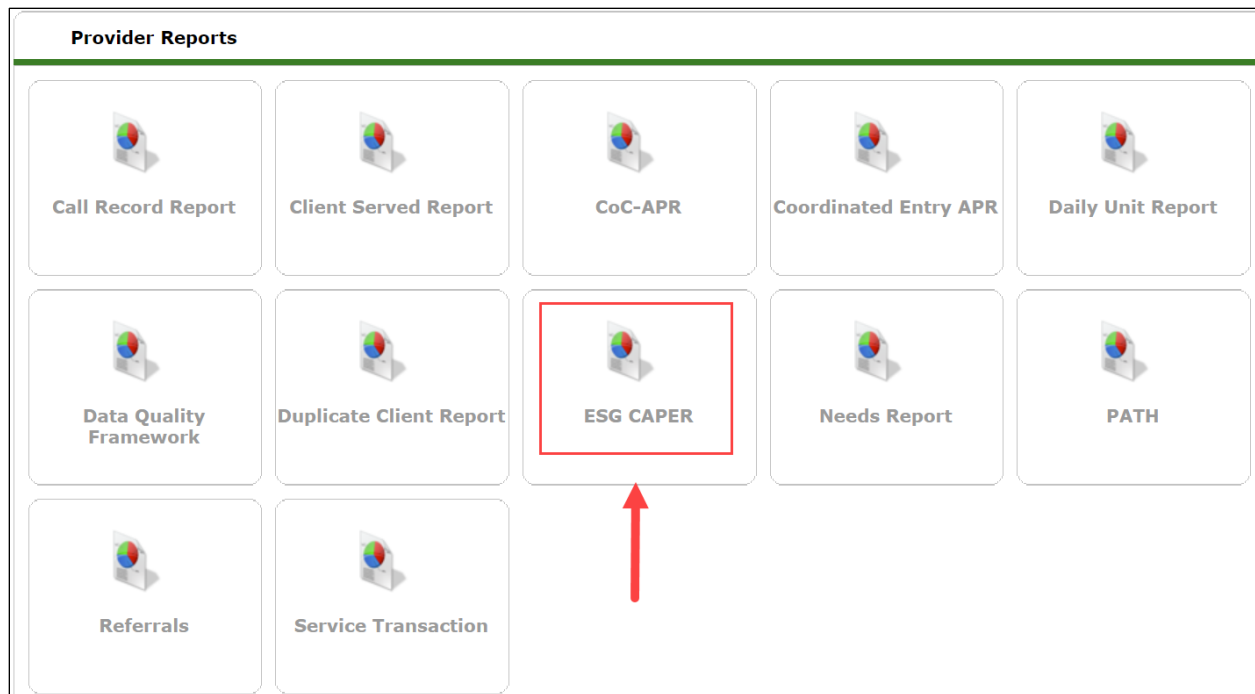 Provider Reports
Call Record Report
Client Served Report
CoC-APR
Coordinated Entry APR
Daily Unit Report
Data Quality
Framework
Duplicate Client Report
ESG CAPER
Needs Report
PATH
Referrals
Service Transaction